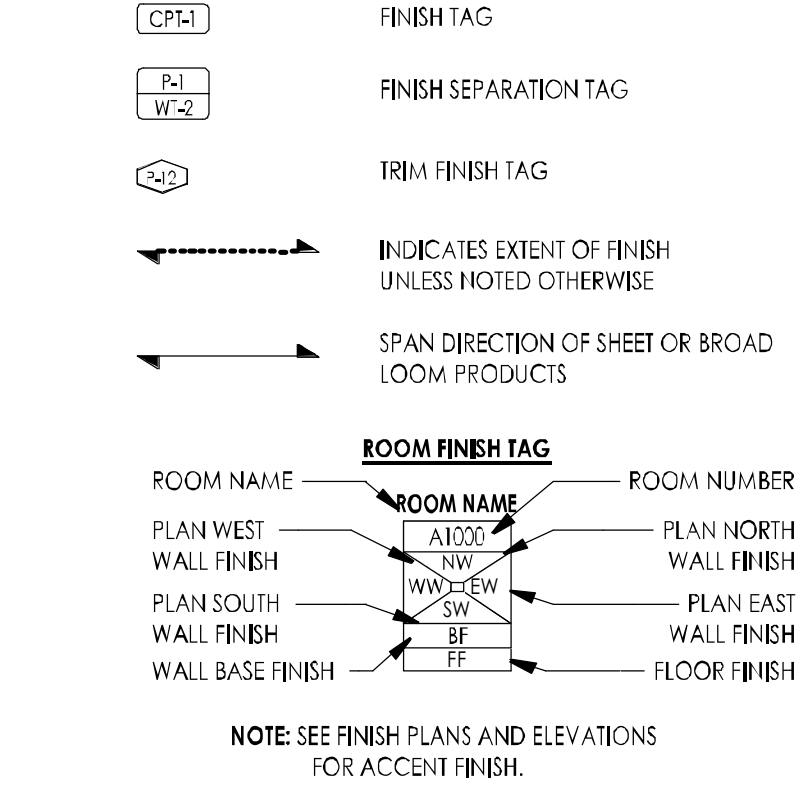 CPT-1 FINISH TAG
P-1
WT-2
FINISH SEPARATION TAG
P-12 TRIM FINISH TAG
INDICATES EXTENT OF FINISH
UNLESS NOTED OTHERWISE
SPAN DIRECTION OF SHEET OR BROAD
LOOM PRODUCTS
ROOM FINISH TAG
ROOM NAME
ROOM NUMBER
ROOM NAME
A1000
PLAN WEST
WALL FINISH
PLAN NORTH
WALL FINISH
NW
WW EW
SW
PLAN SOUTH
WALL FINISH
PLAN EAST
WALL FINISH
BF
FF
WALL BASE FINISH
FLOOR FINISH
NOTE: SEE FINISH PLANS AND ELEVATIONS
FOR ACCENT FINISH.